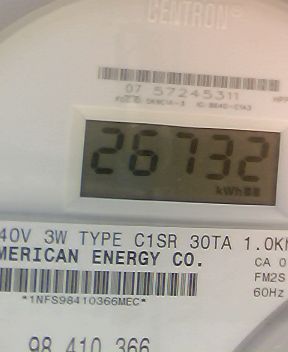 CENTRON®
07 57245311
26732
kWh
40V 3W TYPE C1SR 30TA 1.0K
MERICAN ENERGY CO.
CA 0
FM2S
*1NFS98410366MEC*
60Hz
98 410 366